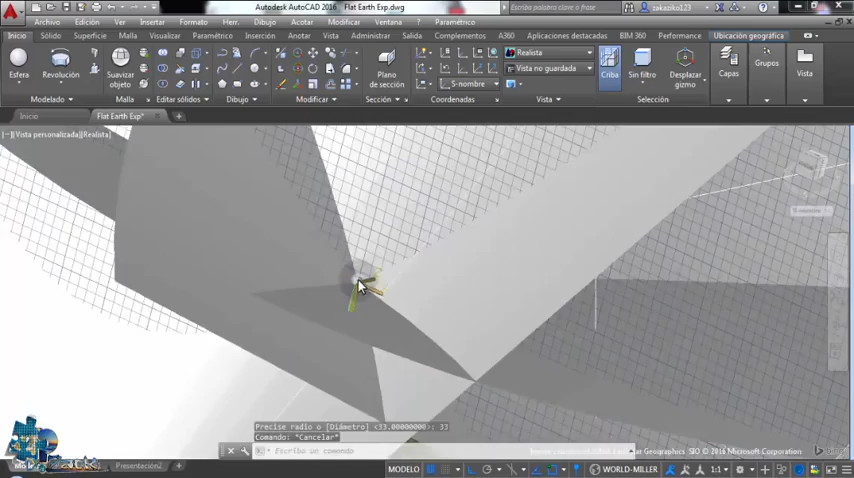 Autodesk AutoCAD 2016 Flat Earth Exp.dwg
Escriba palabra clave o frase
zakaziko123
Archivo Edición Ver Insertar Formato Herr. Dibujo Acotar Modificar Ventana ?
Paramétrico
Inicio Sólido Superficie Malla Visualizar Paramétrico Inserción Anotar Vista Administrar Salida Complementos A360 Aplicaciones destacadas BIM 360 Performance Ubicación geográfica
Esfera
Revolución
Suavizar objeto
Plano de sección
Realista
Vista no guardada
S-nombre
Criba
Sin filtro
Desplazar gizmo
Capas
Grupos
Vista
Modelado Malla Editar sólidos Dibujo Modificar Sección Coordenadas Vista Selección
Inicio
Flat Earth Exp*
[−][Vista personalizada][Realista]
Precise radio o [Diámetro] <33.00000000>: 33
Comando: *Cancelar*
Escriba un comando
Presentación2
MODELO
WORLD-MILLER
1:1
bing